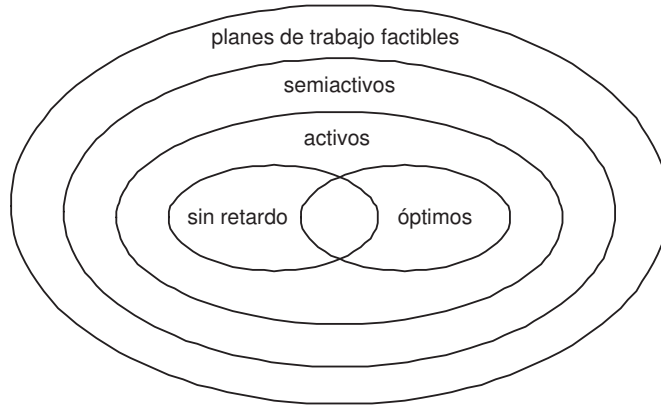 planes de trabajo factibles
semiactivos
activos
sin retardo
óptimos